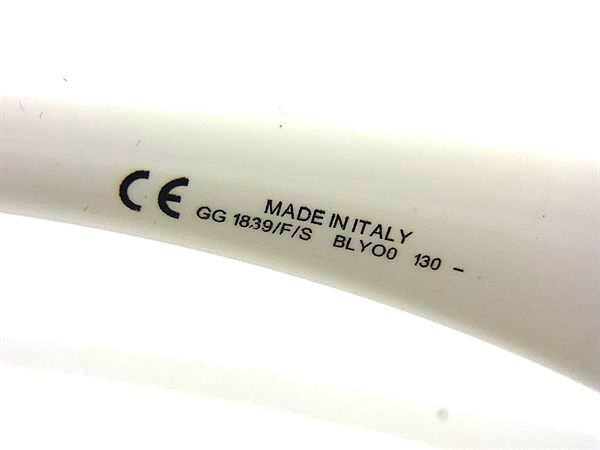 CE
MADE IN ITALY
GG 1839/F/S BLYO0 130 -